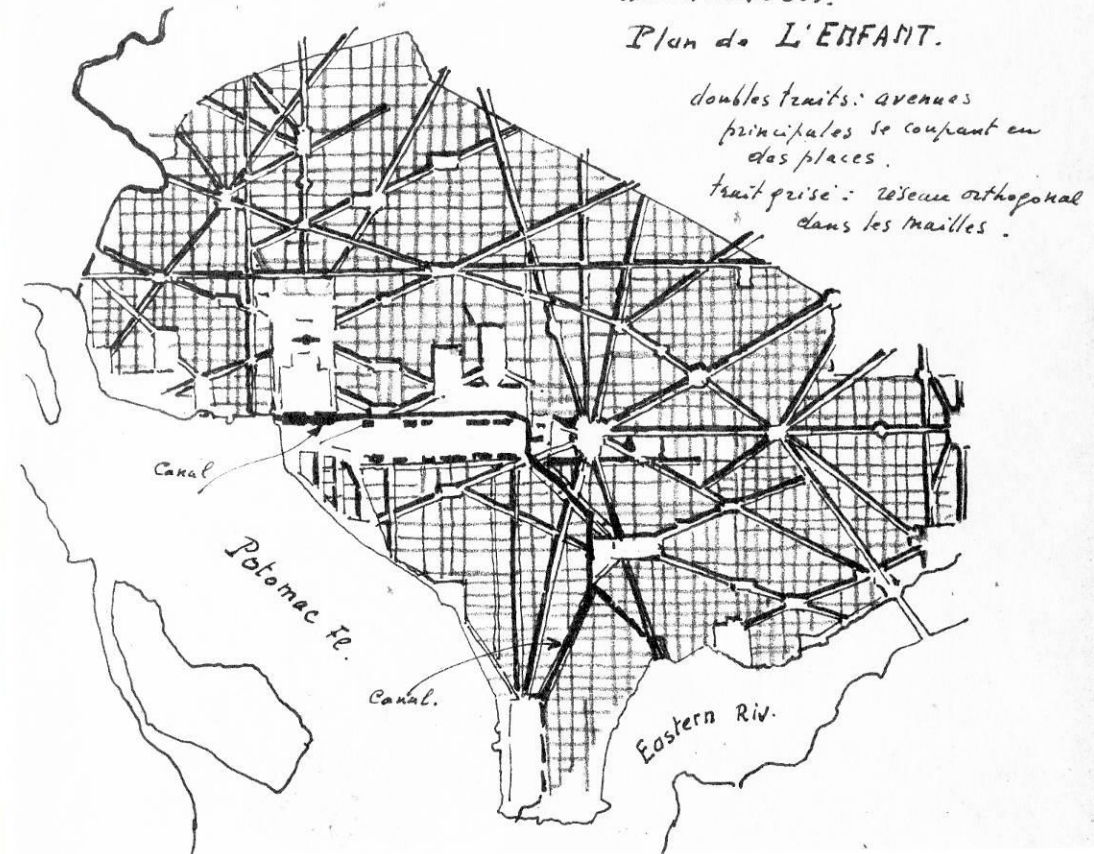 Plan de L'ENFANT.
doubles traits: avenues
principales se coupant en
des places.
trait grisé: réseau orthogonal
dans les mailles.
Canal
Potomac Fl.
Canal.
Eastern Riv.